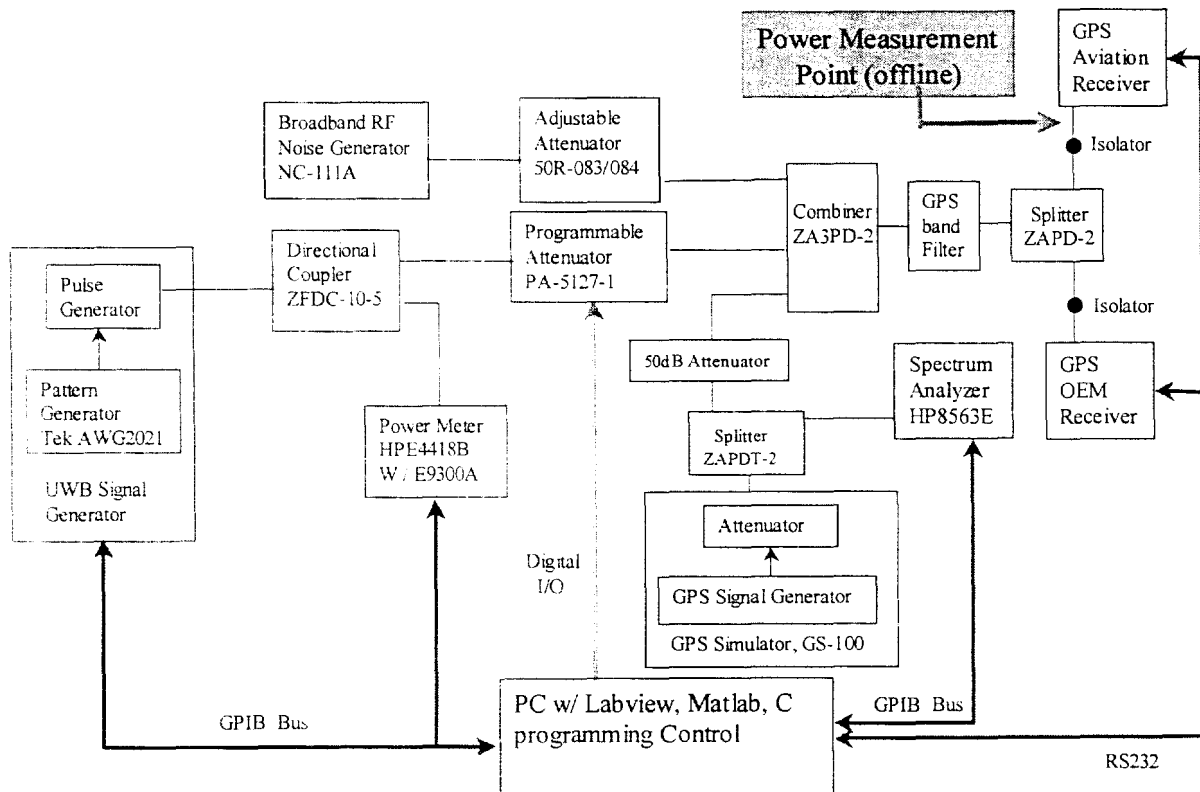 Power Measurement
Point (offline)
GPS
Aviation
Receiver
Isolator
Broadband RF
Noise Generator
NC-111A
Adjustable
Attenuator
50R-083/084
Combiner
ZA3PD-2
GPS
band
Filter
Splitter
ZAPD-2
Directional
Coupler
ZFDC-10-5
Programmable
Attenuator
PA-5127-1
Pulse
Generator
Isolator
50dB Attenuator
Spectrum
Analyzer
HP8563E
GPS
OEM
Receiver
Pattern
Generator
Tek AWG2021
UWB Signal
Generator
Power Meter
HPE4418B
W / E9300A
Splitter
ZAPDT-2
Attenuator
GPS Signal Generator
GPS Simulator, GS-100
Digital
I/O
PC w/ Labview, Matlab, C
programming Control
GPIB Bus
GPIB Bus
RS232